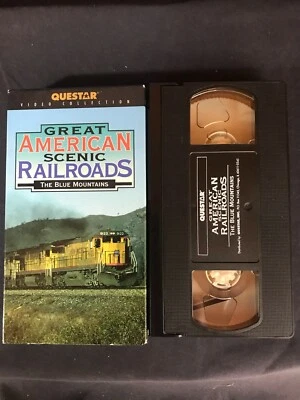 QUESTAR
VIDEO COLLECTION
GREAT
AMERICAN
SCENIC
RAILROADS
THE BLUE MOUNTAINS
QUESTAR
GREAT
AMERICAN
SCENIC
RAILROADS
THE BLUE MOUNTAINS